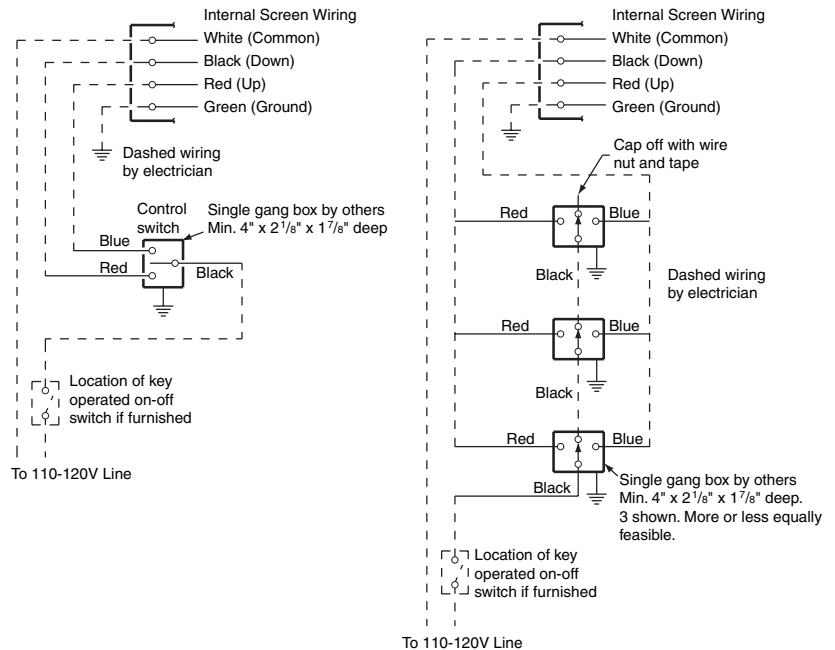 Internal Screen Wiring
White (Common)
Black (Down)
Red (Up)
Green (Ground)
Dashed wiring
by electrician
Control
switch
Single gang box by others
Min. 4" x 2 1/8" x 1 7/8" deep
Blue
Red
Black
Location of key
operated on-off
switch if furnished
To 110-120V Line
Internal Screen Wiring
White (Common)
Black (Down)
Red (Up)
Green (Ground)
Cap off with wire
nut and tape
Red
Blue
Black
Dashed wiring
by electrician
Red
Blue
Black
Red
Blue
Black
Single gang box by others
Min. 4" x 2 1/8" x 1 7/8" deep.
3 shown. More or less equally
feasible.
Location of key
operated on-off
switch if furnished
To 110-120V Line